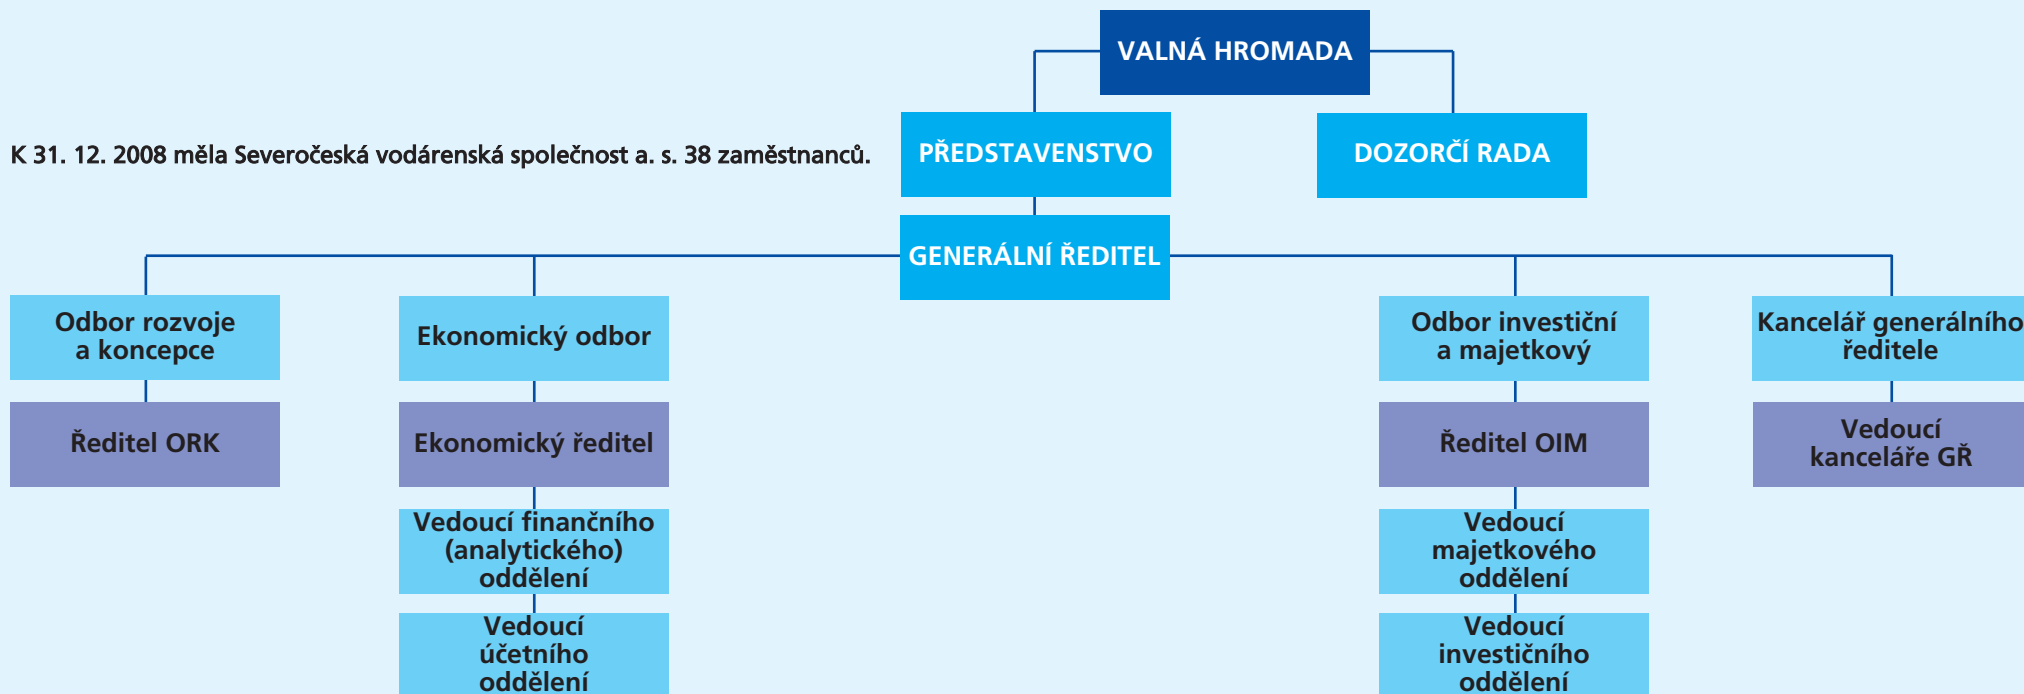 VALNÁ HROMADA
K 31. 12. 2008 měla Severočeská vodárenská společnost a. s. 38 zaměstnanců.
PŘEDSTAVENSTVO
DOZORČÍ RADA
GENERÁLNÍ ŘEDITEL
Odbor rozvoje
a koncepce
Ekonomický odbor
Odbor investiční
a majetkový
Kancelář generálního
ředitele
Ředitel ORK
Ekonomický ředitel
Ředitel OIM
Vedoucí
kanceláře GŘ
Vedoucí finančního
(analytického)
oddělení
Vedoucí
majetkového
oddělení
Vedoucí
účetního
oddělení
Vedoucí
investičního
oddělení